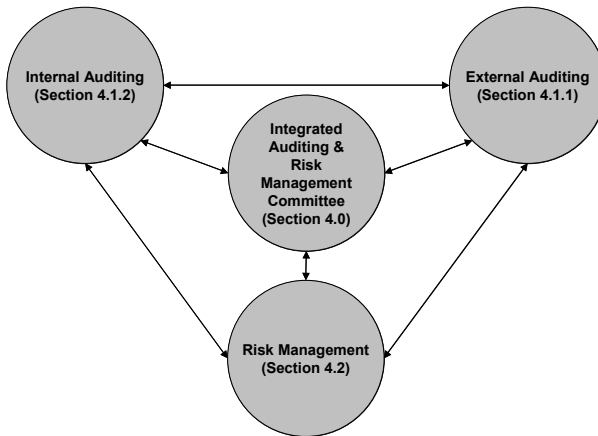 Internal Auditing
(Section 4.1.2)
External Auditing
(Section 4.1.1)
Integrated
Auditing &
Risk
Management
Committee
(Section 4.0)
Risk Management
(Section 4.2)